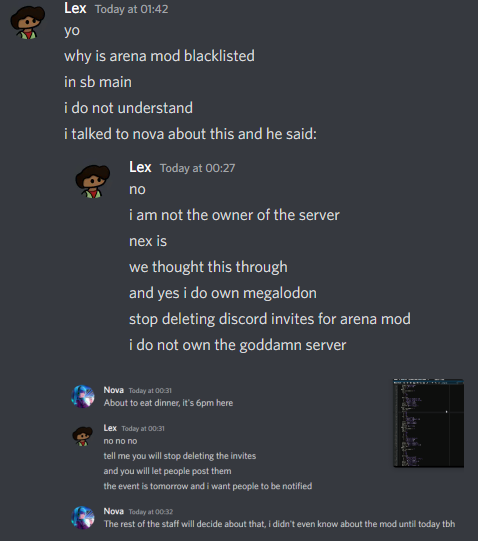 Lex Today at 01:42
yo
why is arena mod blacklisted
in sb main
i do not understand
i talked to nova about this and he said:
Lex Today at 00:27
no
i am not the owner of the server
nex is
we thought this through
and yes i do own megalodon
stop deleting discord invites for arena mod
i do not own the goddamn server
Nova Today at 00:31
About to eat dinner, it's 6pm here
Lex Today at 00:31
no no no
tell me you will stop deleting the invites
and you will let people post them
the event is tomorrow and i want people to be notified
Nova Today at 00:32
The rest of the staff will decide about that, i didn't even know about the mod until today tbh